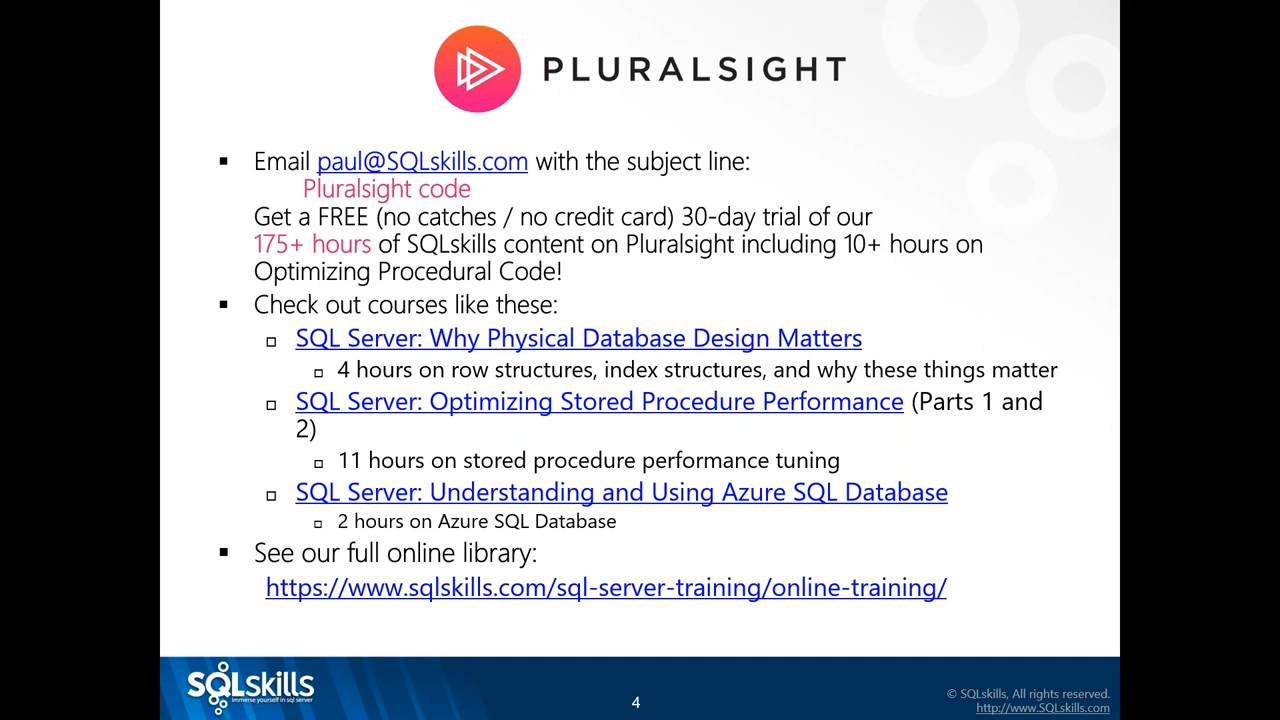 PLURALSIGHT
▪ Email paul@SQLskills.com with the subject line:
Pluralsight code
Get a FREE (no catches / no credit card) 30-day trial of our
175+ hours of SQLskills content on Pluralsight including 10+ hours on
Optimizing Procedural Code!
▪ Check out courses like these:
▫ SQL Server: Why Physical Database Design Matters
▫ 4 hours on row structures, index structures, and why these things matter
▫ SQL Server: Optimizing Stored Procedure Performance (Parts 1 and
2)
▫ 11 hours on stored procedure performance tuning
▫ SQL Server: Understanding and Using Azure SQL Database
▫ 2 hours on Azure SQL Database
▪ See our full online library:
https://www.sqlskills.com/sql-server-training/online-training/
SQLskills
immerse yourself in sql server
4
© SQLskills, All rights reserved.
http://www.SQLskills.com